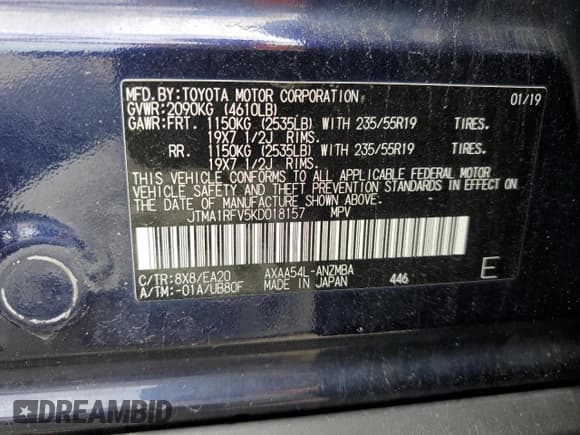 MFD. BY: TOYOTA MOTOR CORPORATION 01/19
GVWR: 2090KG (4610LB)
GAWR: FRT. 1150KG (2535LB) WITH 235/55R19 TIRES.
19X7 1/2J RIMS.
RR. 1150KG (2535LB) WITH 235/55R19 TIRES.
19X7 1/2J RIMS.
THIS VEHICLE CONFORMS TO ALL APPLICABLE FEDERAL MOTOR
VEHICLE SAFETY AND THEFT PREVENTION STANDARDS IN EFFECT ON
THE DATE OF MANUFACTURE SHOWN ABOVE.
JTMA1RFV5KD018157 MPV
C/TR: 8X8/EA20 AXAA54L-ANZMBA
A/TM: -01A/UB80F MADE IN JAPAN 446 E
DREAMBID